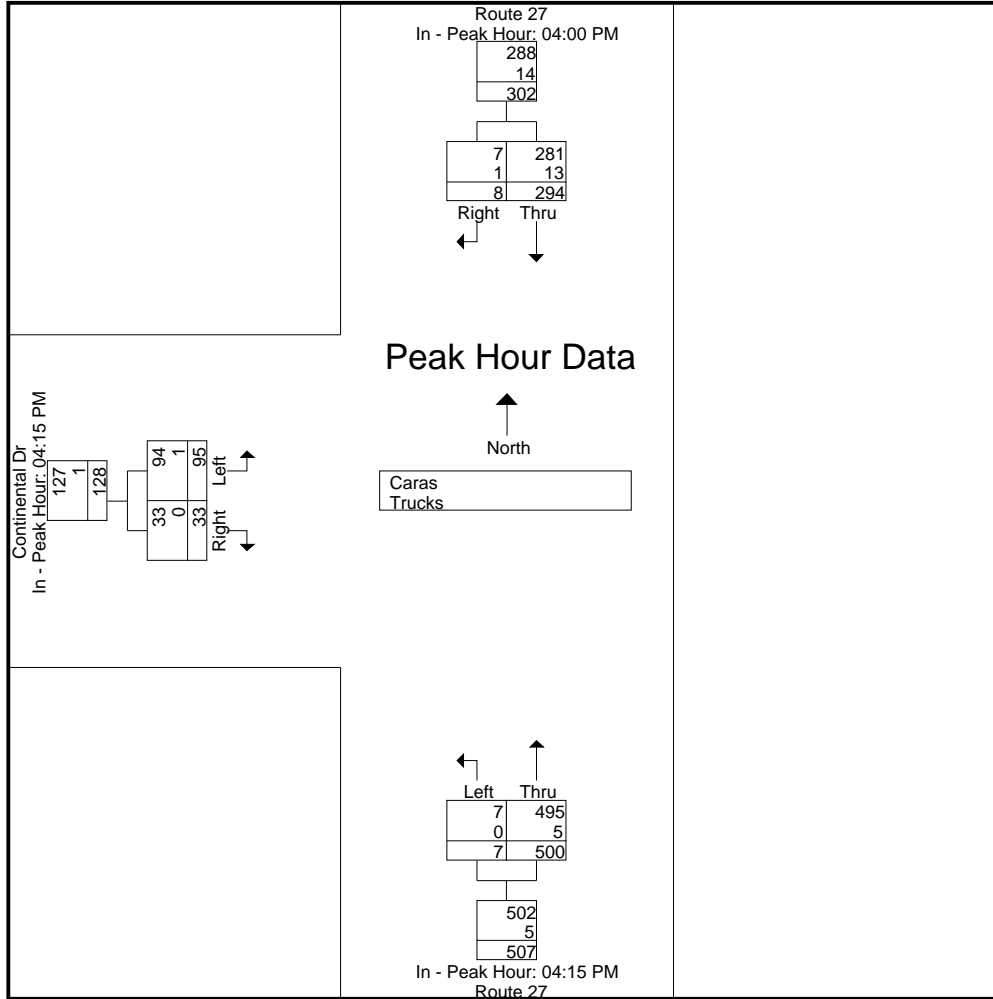 Route 27
In - Peak Hour: 04:00 PM
288
14
302
7 281
1 13
8 294
Right Thru
Peak Hour Data
North
Caras
Trucks
Continental Dr
In - Peak Hour: 04:15 PM
127
1
128
94 1 95
Left
33 0 33
Right
Left Thru
7 495
0 5
7 500
502
5
507
In - Peak Hour: 04:15 PM
Route 27